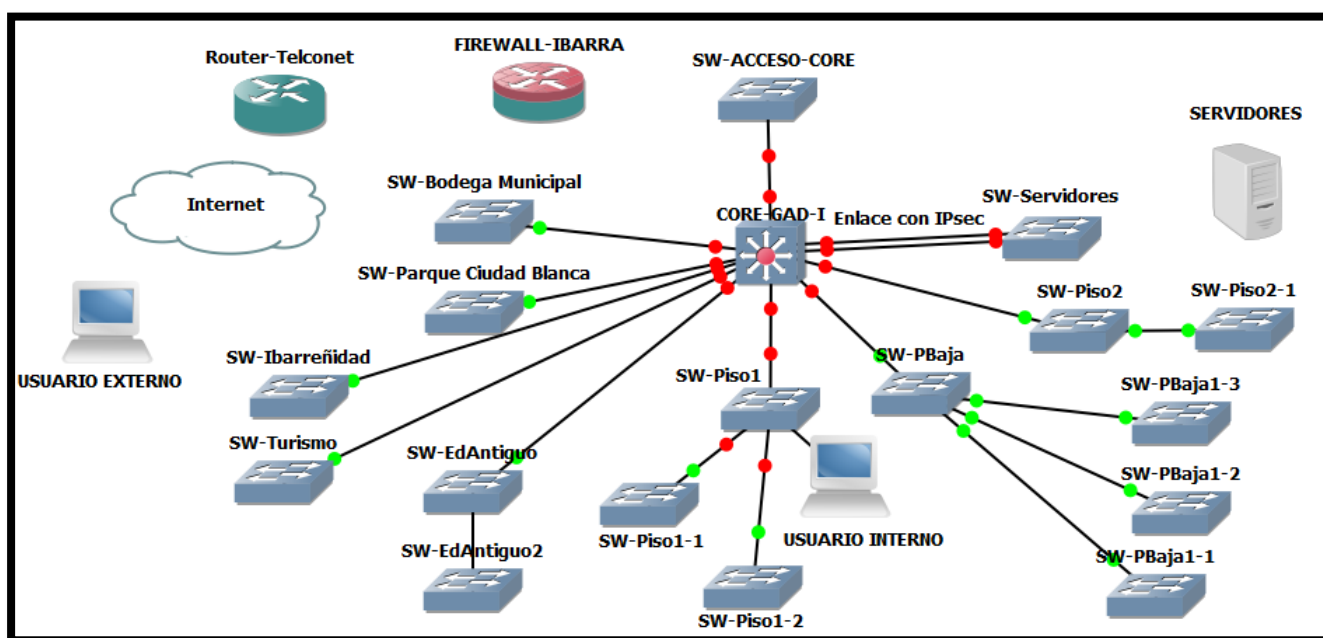 FIREWALL-IBARRA
Router-Telconet
SW-ACCESO-CORE
SERVIDORES
SW-Bodega Municipal
SW-Servidores
Internet
CORE-GAD-I
Enlace con IPsec
SW-Parque Ciudad Blanca
SW-Piso2
SW-Piso2-1
SW-Ibarreñidad
SW-PBaja
USUARIO EXTERNO
SW-Piso1
SW-PBaja1-3
SW-Turismo
SW-EdAntiguo
SW-PBaja1-2
SW-Piso1-1
USUARIO INTERNO
SW-EdAntiguo2
SW-PBaja1-1
SW-Piso1-2